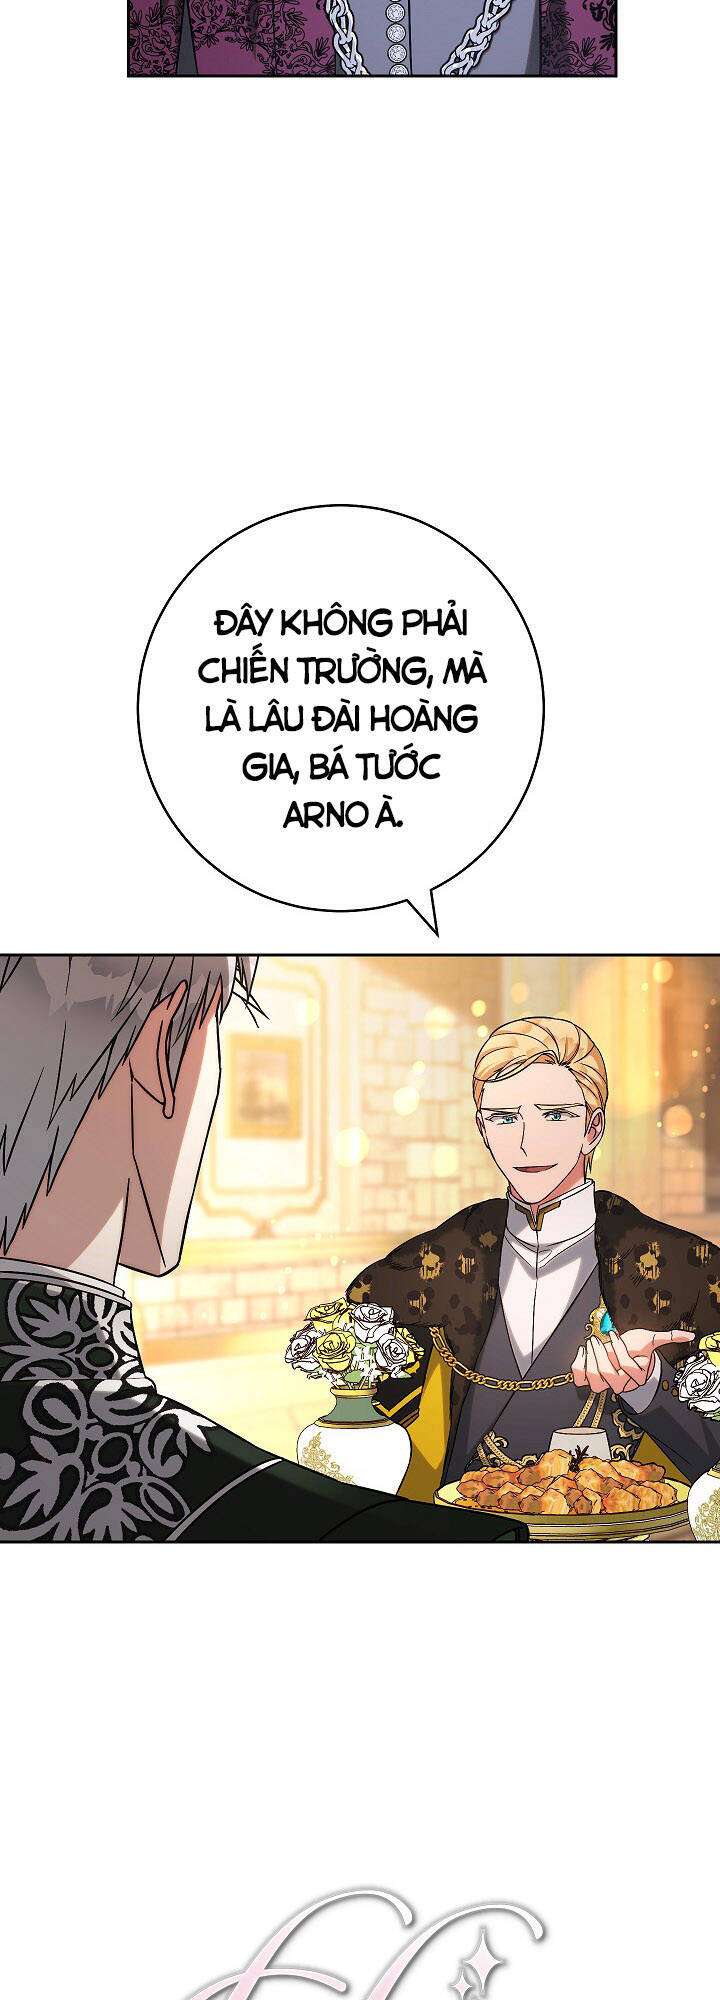 ĐÂY KHÔNG PHẢI
CHIẾN TRƯỜNG, MÀ
LÀ LÂU ĐÀI HOÀNG
GIA, BÁ TƯỚC
ARNO À.